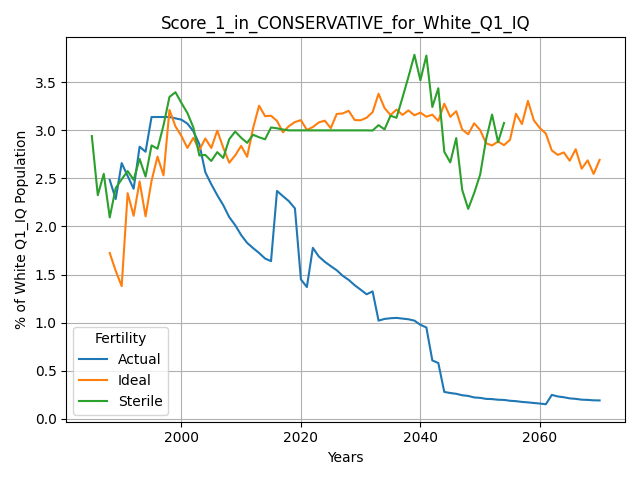 Score_1_in_CONSERVATIVE_for_White_Q1_IQ
% of White Q1_IQ Population
3.5
3.0
2.5
2.0
1.5
1.0
0.5
0.0
Fertility
Actual
Ideal
Sterile
2000
2020
2040
2060
Years